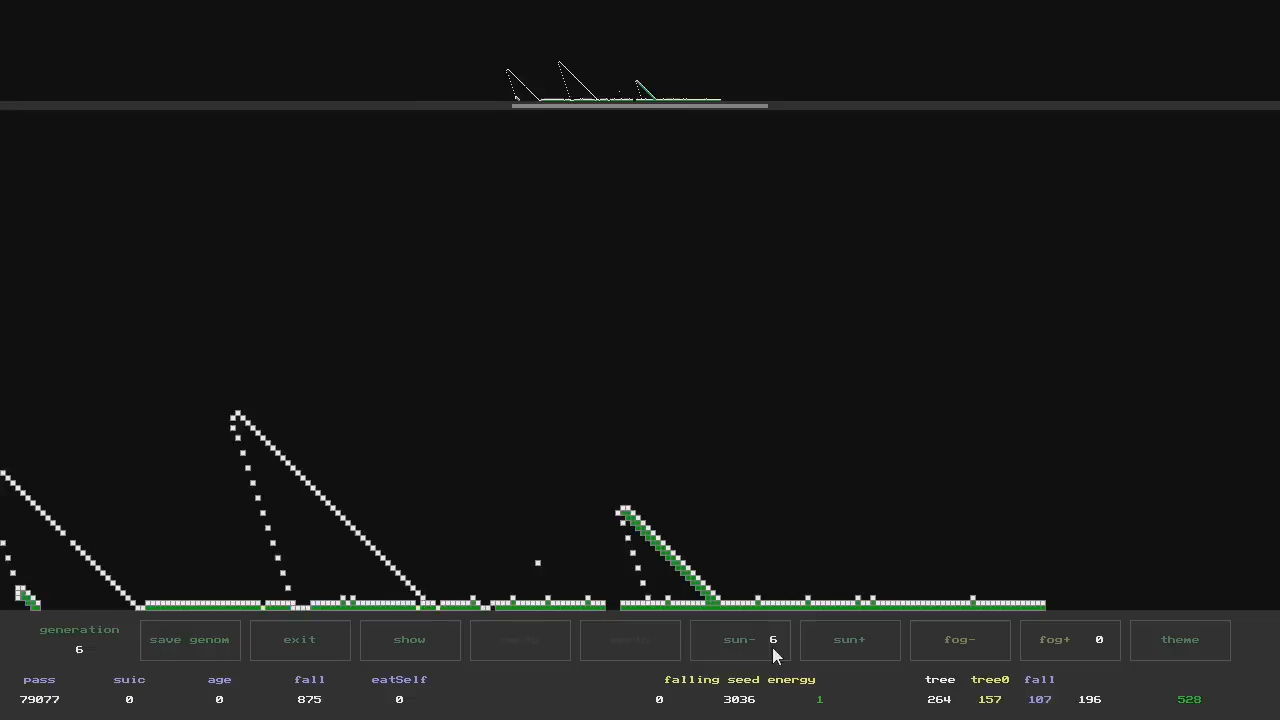 generation
6
save genom
exit
show
sun- 6
sun+
fog-
fog+ 0
theme
pass suic age fall eatSelf falling seed energy tree tree0 fall
79077 0 0 875 0 0 3036 1 264 157 107 196 528